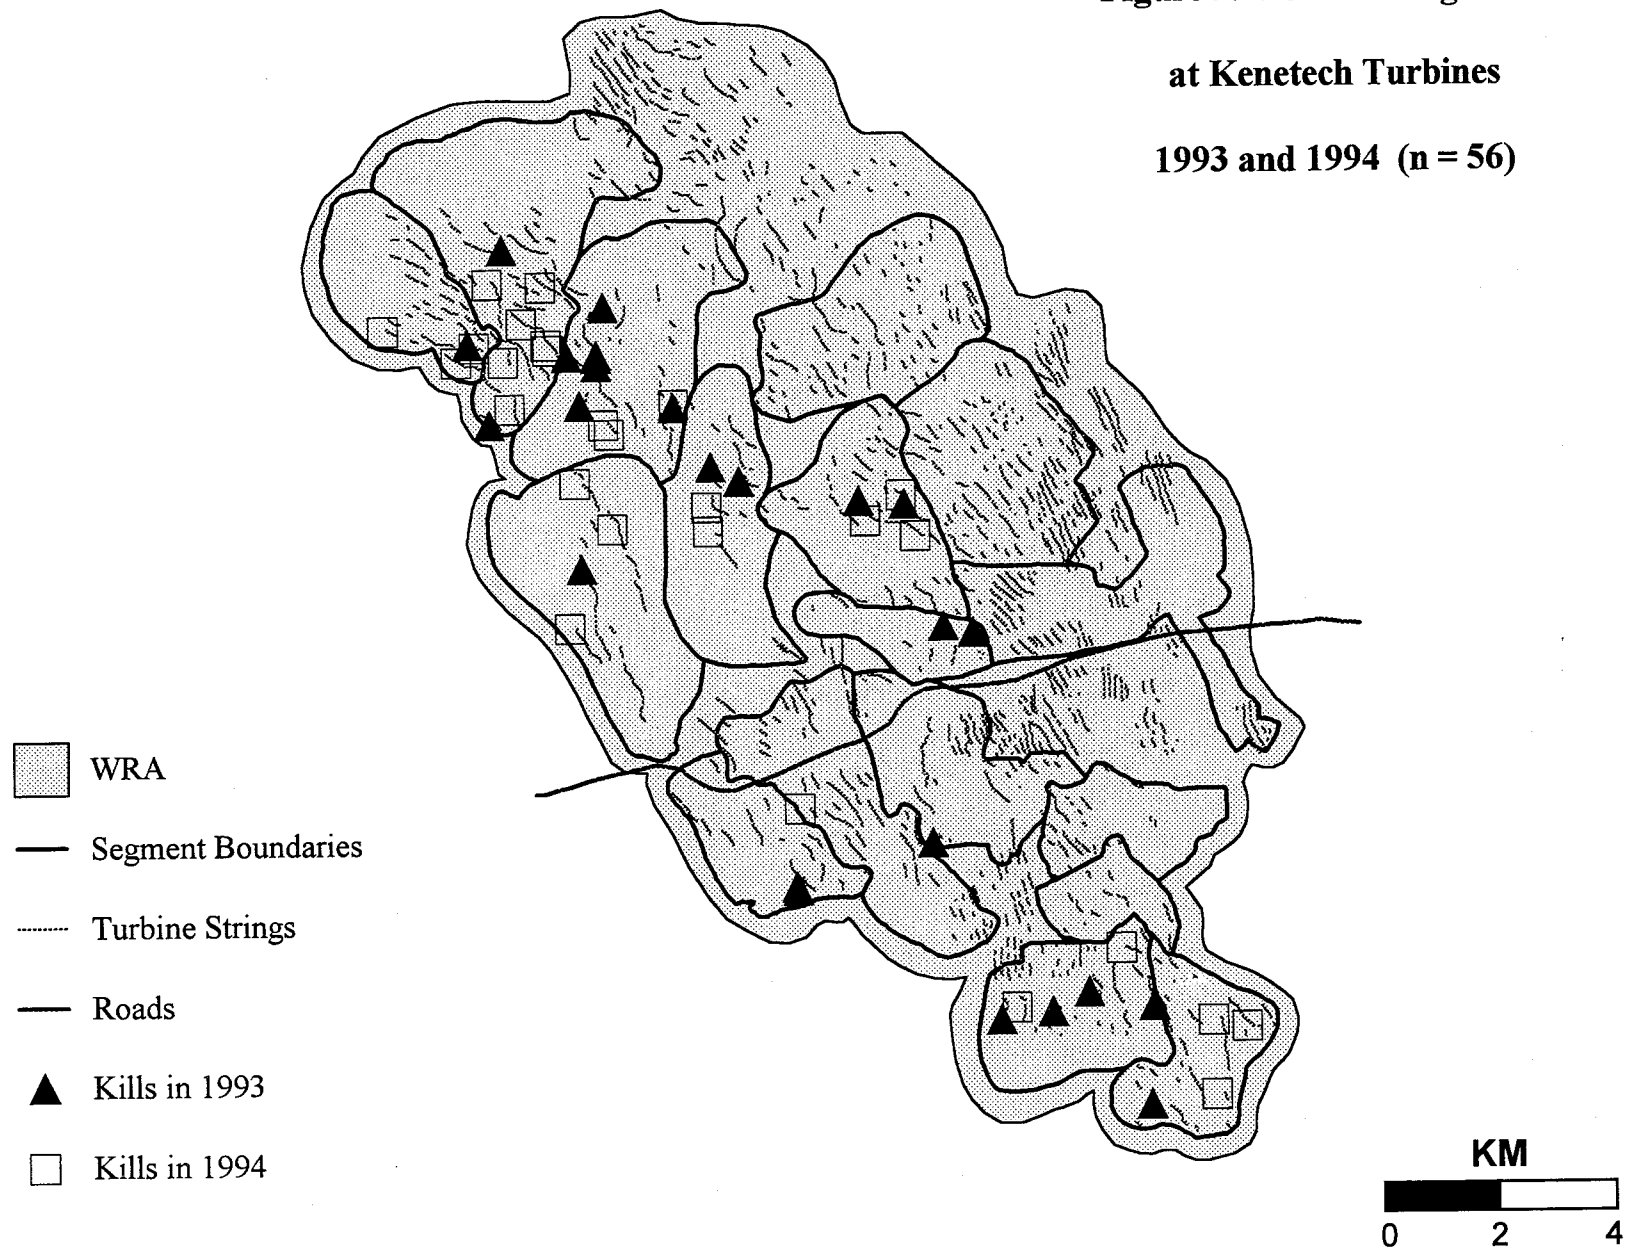 at Kenetech Turbines
1993 and 1994 (n = 56)
WRA
Segment Boundaries
Turbine Strings
Roads
Kills in 1993
Kills in 1994
KM
0 2 4